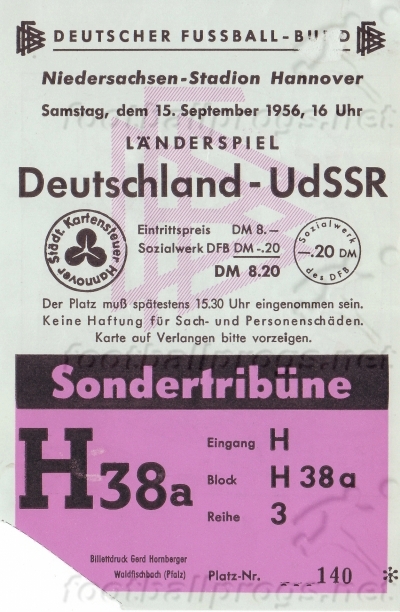 DEUTSCHER FUSSBALL-BUND
Niedersachsen-Stadion Hannover
Samstag, dem 15. September 1956, 16 Uhr
LÄNDERSPIEL
Deutschland - UdSSR
Städt. Kartensteuer
Hannover
Eintrittspreis DM 8.—
Sozialwerk DFB DM -.20
DM 8.20
Sozialwerk
-.20 DM
des DFB
Der Platz muß spätestens 15.30 Uhr eingenommen sein.
Keine Haftung für Sach- und Personenschäden.
Karte auf Verlangen bitte vorzeigen.
footballprogs.net
Sondertribüne
H38a
Eingang H
Block H 38a
Reihe 3
Billettdruck Gerd Hornberger
Waldfischbach (Pfalz)
Platz-Nr. 140 *